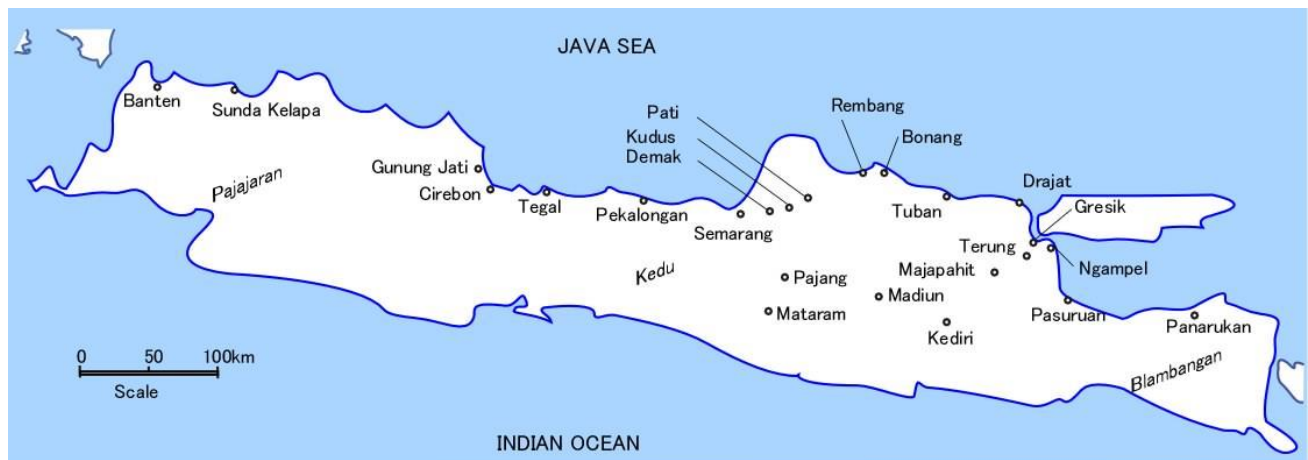 JAVA SEA
Banten
Sunda Kelapa
Pati
Kudus
Demak
Rembang
Bonang
Gunung Jati
Cirebon
Pajajaran
Tegal
Pekalongan
Semarang
Tuban
Drajat
Gresik
Terung
Ngampel
Kedu
Pajang
Majapahit
Mataram
Madiun
Kediri
Pasuruan
Panarukan
Blambangan
0 50 100km
Scale
INDIAN OCEAN